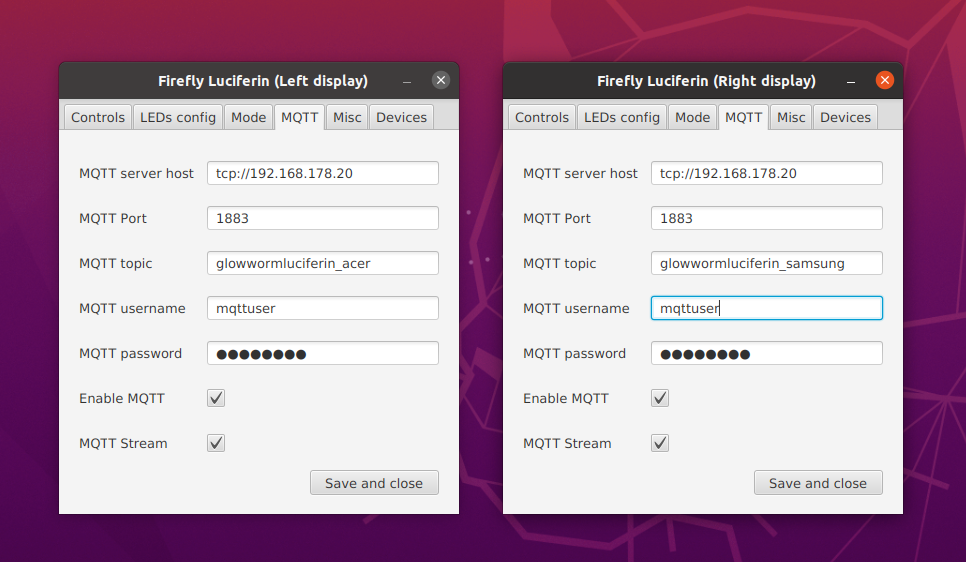 Firefly Luciferin (Left display)
Controls LEDs config Mode MQTT Misc Devices
MQTT server host tcp://192.168.178.20
MQTT Port 1883
MQTT topic glowwormluciferin_acer
MQTT username mqttuser
MQTT password ●●●●●●●●
Enable MQTT
MQTT Stream
Save and close
Firefly Luciferin (Right display)
Controls LEDs config Mode MQTT Misc Devices
MQTT server host tcp://192.168.178.20
MQTT Port 1883
MQTT topic glowwormluciferin_samsung
MQTT username mqttuser
MQTT password ●●●●●●●●
Enable MQTT
MQTT Stream
Save and close